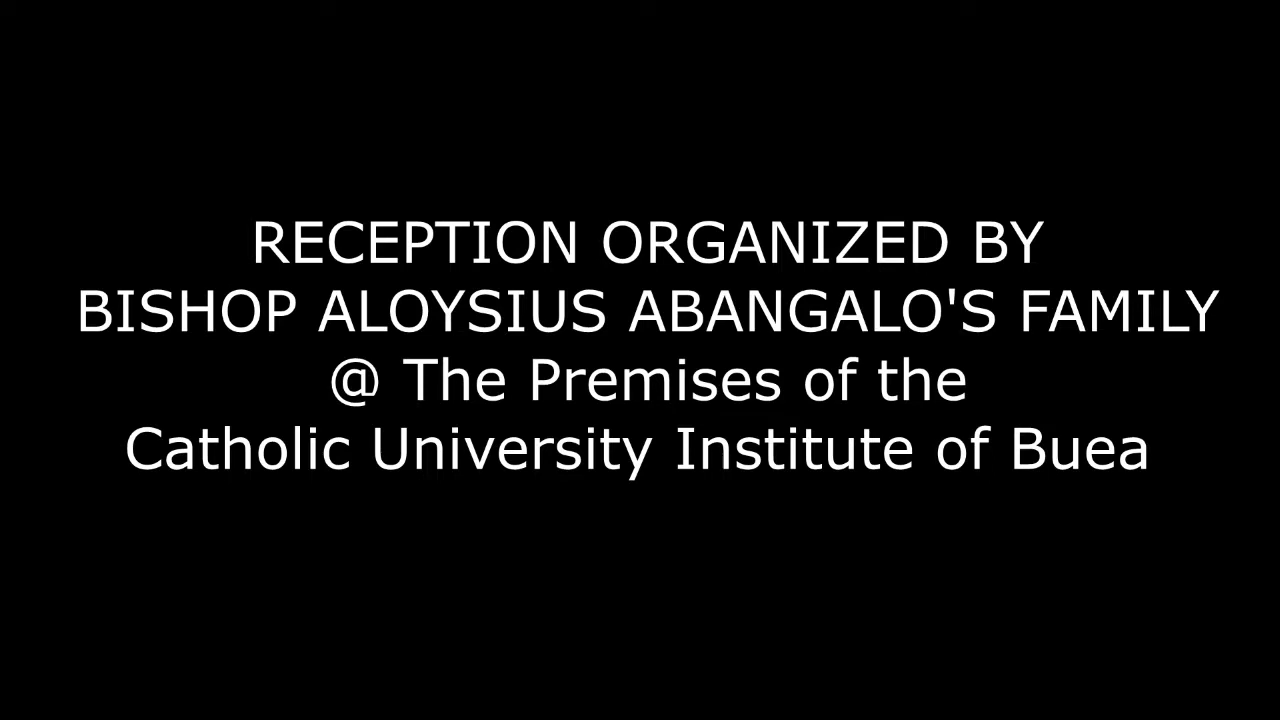 RECEPTION ORGANIZED BY
BISHOP ALOYSIUS ABANGALO'S FAMILY
@ The Premises of the
Catholic University Institute of Buea